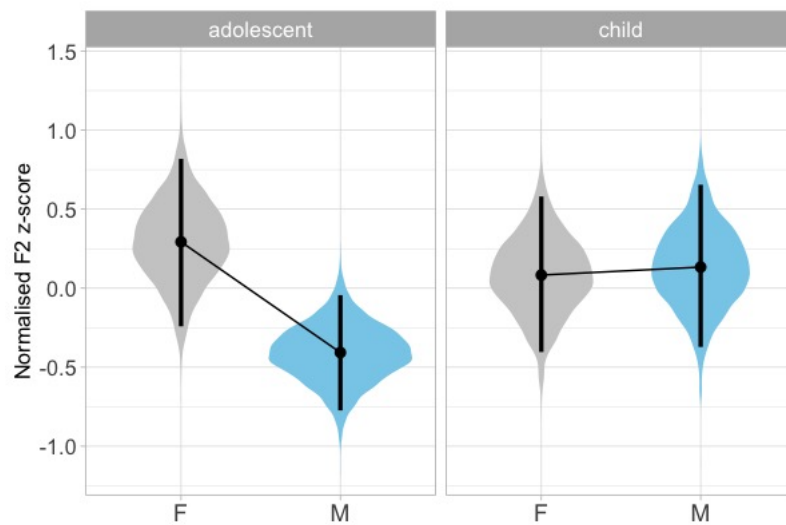 adolescent
child
Normalised F2 z-score
1.5
1.0
0.5
0.0
-0.5
-1.0
F
M
F
M